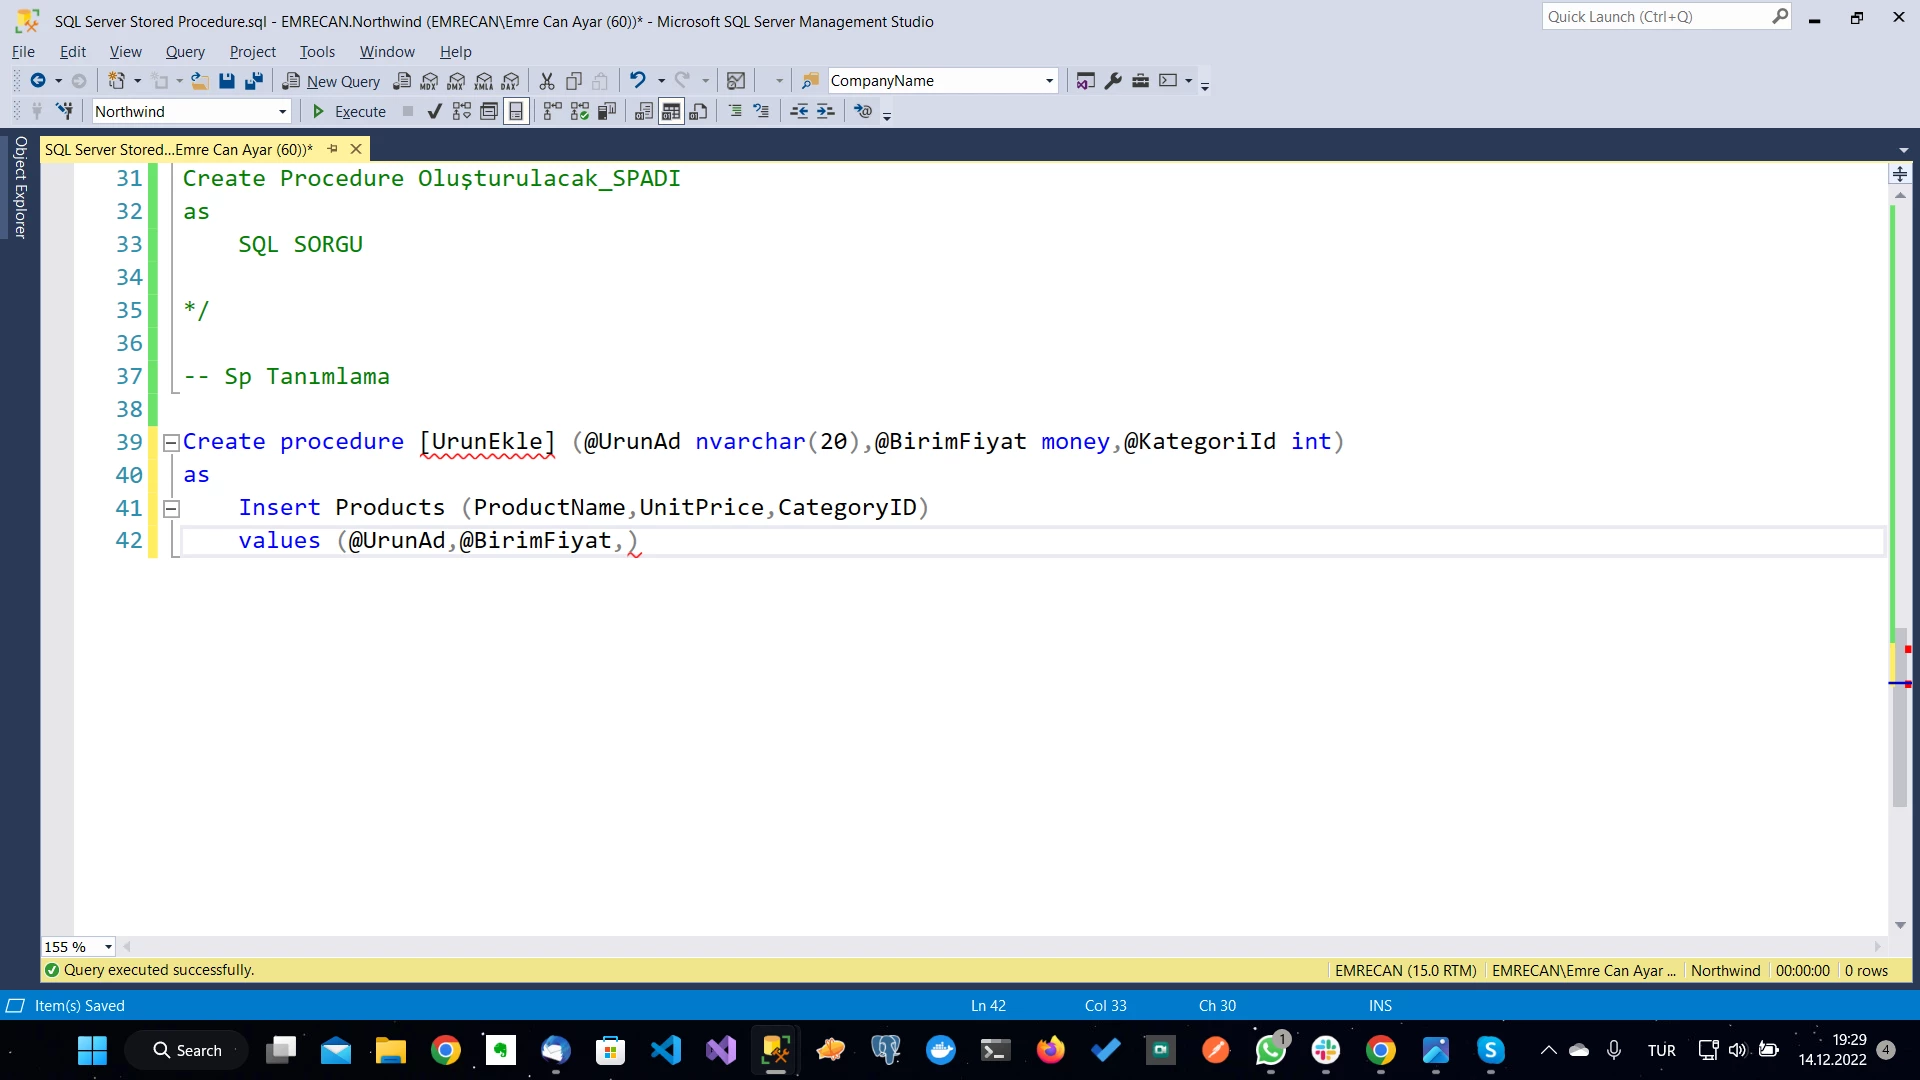 SQL Server Stored Procedure.sql - EMRECAN.Northwind (EMRECAN\Emre Can Ayar (60))* - Microsoft SQL Server Management Studio
Quick Launch (Ctrl+Q)
File Edit View Query Project Tools Window Help
New Query MDX DMX XMLA DAX CompanyName
Northwind Execute
Object Explorer
SQL Server Stored...Emre Can Ayar (60))*
31 Create Procedure Oluşturulacak_SPADI
32 as
33 SQL SORGU
34
35 */
36
37 -- Sp Tanımlama
38
39 Create procedure [UrunEkle] (@UrunAd nvarchar(20),@BirimFiyat money,@KategoriId int)
40 as
41 Insert Products (ProductName,UnitPrice,CategoryID)
42 values (@UrunAd,@BirimFiyat,)
155 %
Query executed successfully. EMRECAN (15.0 RTM) EMRECAN\Emre Can Ayar ... Northwind 00:00:00 0 rows
Item(s) Saved Ln 42 Col 33 Ch 30 INS
Search 1 TUR 19:29 4
14.12.2022